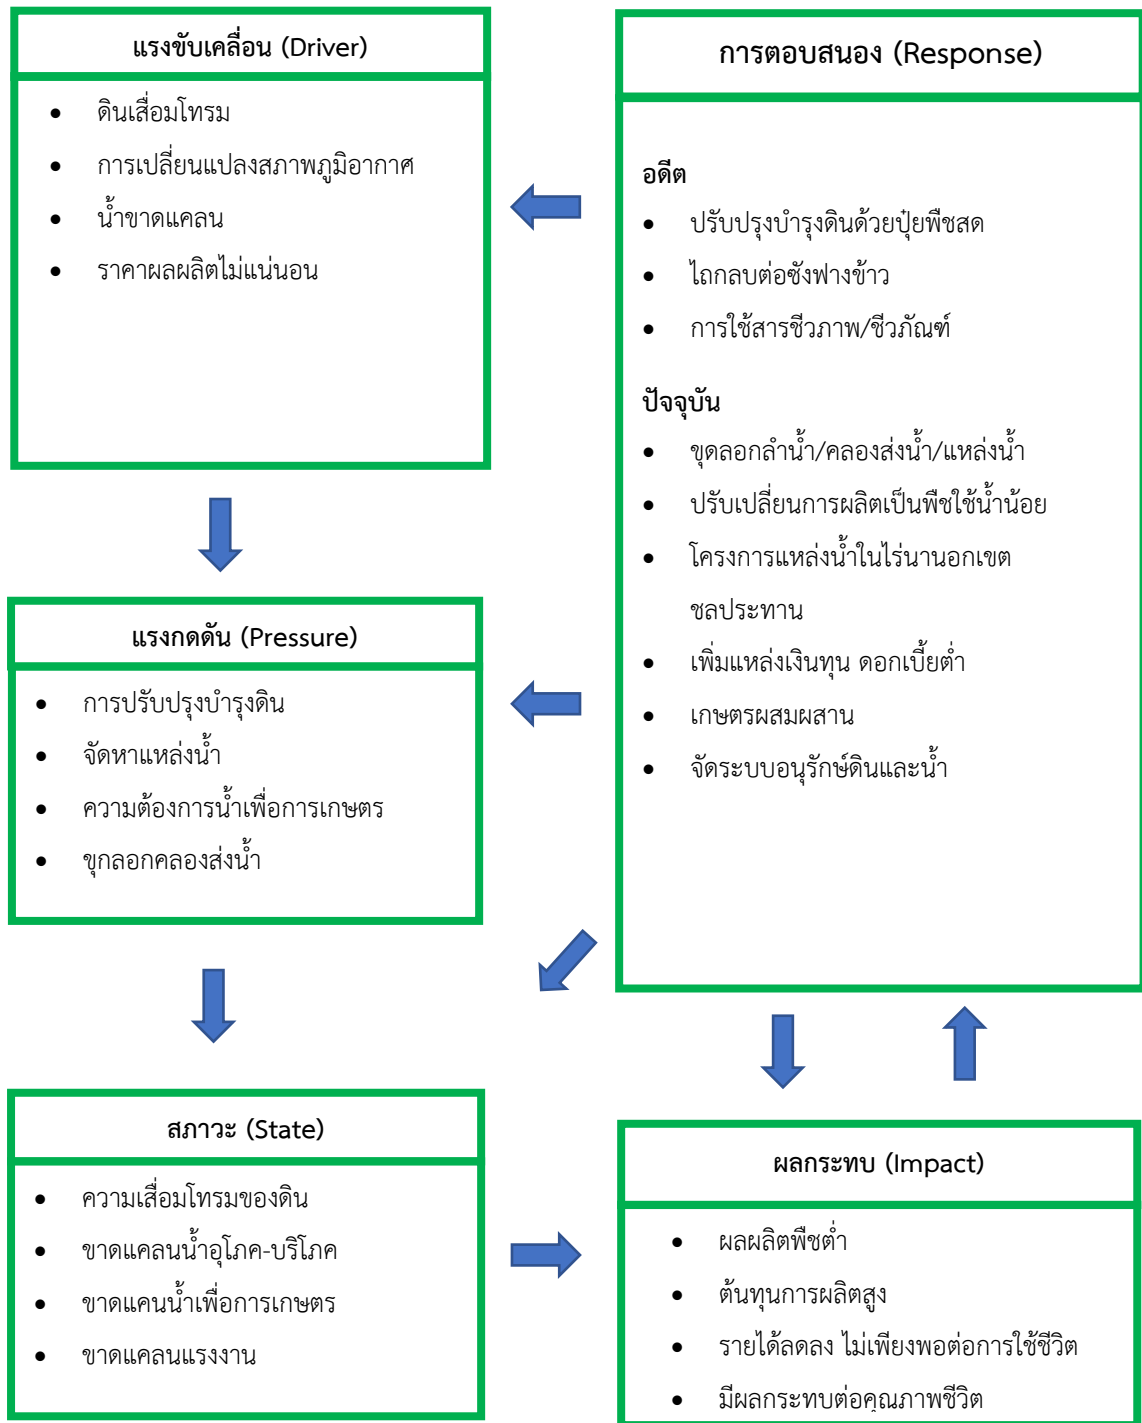 แรงขับเคลื่อน (Driver)
• ดินเสื่อมโทรม
• การเปลี่ยนแปลงสภาพภูมิอากาศ
• น้ำขาดแคลน
• ราคาผลผลิตไม่แน่นอน
แรงกดดัน (Pressure)
• การปรับปรุงบำรุงดิน
• จัดหาแหล่งน้ำ
• ความต้องการน้ำเพื่อการเกษตร
• ขุกลอกคลองส่งน้ำ
สภาวะ (State)
• ความเสื่อมโทรมของดิน
• ขาดแคลนน้ำอุโภค-บริโภค
• ขาดแคนน้ำเพื่อการเกษตร
• ขาดแคลนแรงงาน
การตอบสนอง (Response)
อดีต
• ปรับปรุงบำรุงดินด้วยปุ๋ยพืชสด
• ไถกลบต่อซังฟางข้าว
• การใช้สารชีวภาพ/ชีวภัณฑ์
ปัจจุบัน
• ขุดลอกลำน้ำ/คลองส่งน้ำ/แหล่งน้ำ
• ปรับเปลี่ยนการผลิตเป็นพืชใช้น้ำน้อย
• โครงการแหล่งน้ำในไร่นานอกเขต
ชลประทาน
• เพิ่มแหล่งเงินทุน ดอกเบี้ยต่ำ
• เกษตรผสมผสาน
• จัดระบบอนุรักษ์ดินและน้ำ
ผลกระทบ (Impact)
• ผลผลิตพืชต่ำ
• ต้นทุนการผลิตสูง
• รายได้ลดลง ไม่เพียงพอต่อการใช้ชีวิต
• มีผลกระทบต่อคุณภาพชีวิต